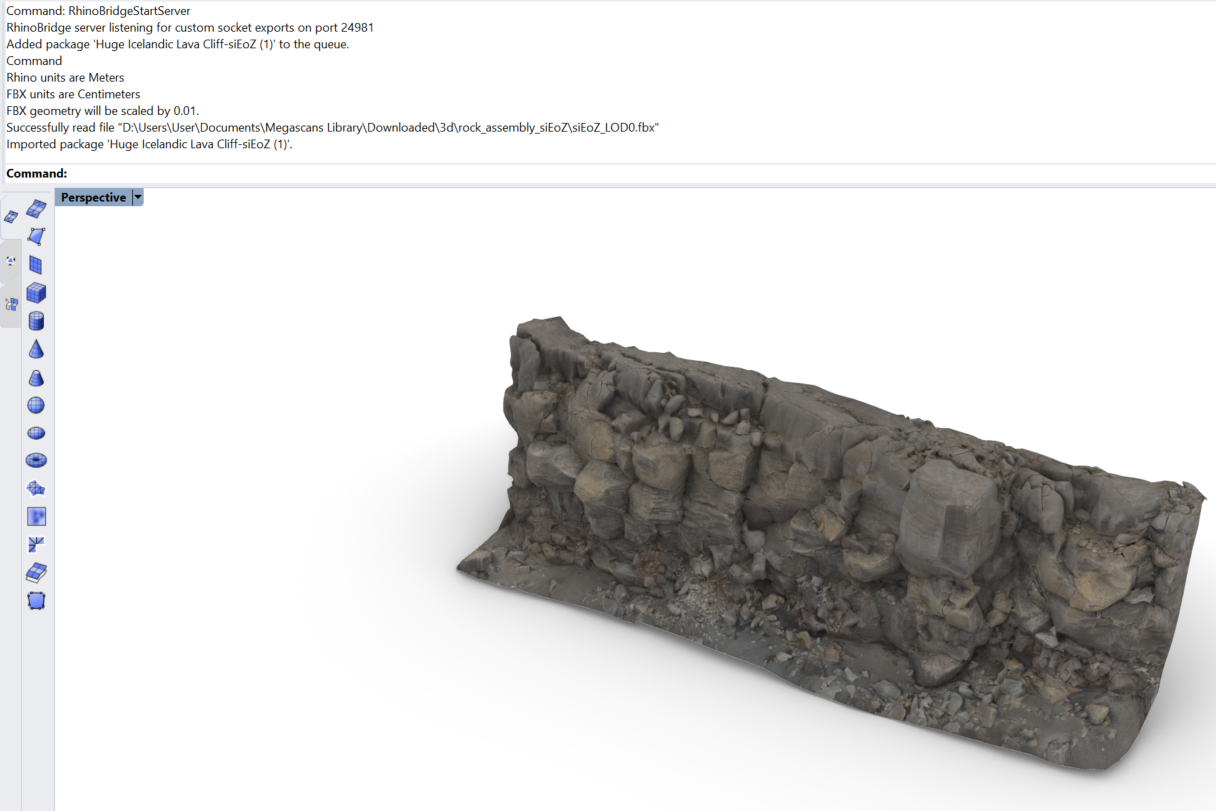 Command: RhinoBridgeStartServer
RhinoBridge server listening for custom socket exports on port 24981
Added package 'Huge Icelandic Lava Cliff-siEoZ (1)' to the queue.
Command
Rhino units are Meters
FBX units are Centimeters
FBX geometry will be scaled by 0.01.
Successfully read file "D:\Users\User\Documents\Megascans Library\Downloaded\3d\rock_assembly_siEoZ\siEoZ_LOD0.fbx"
Imported package 'Huge Icelandic Lava Cliff-siEoZ (1)'.
Command:
Perspective